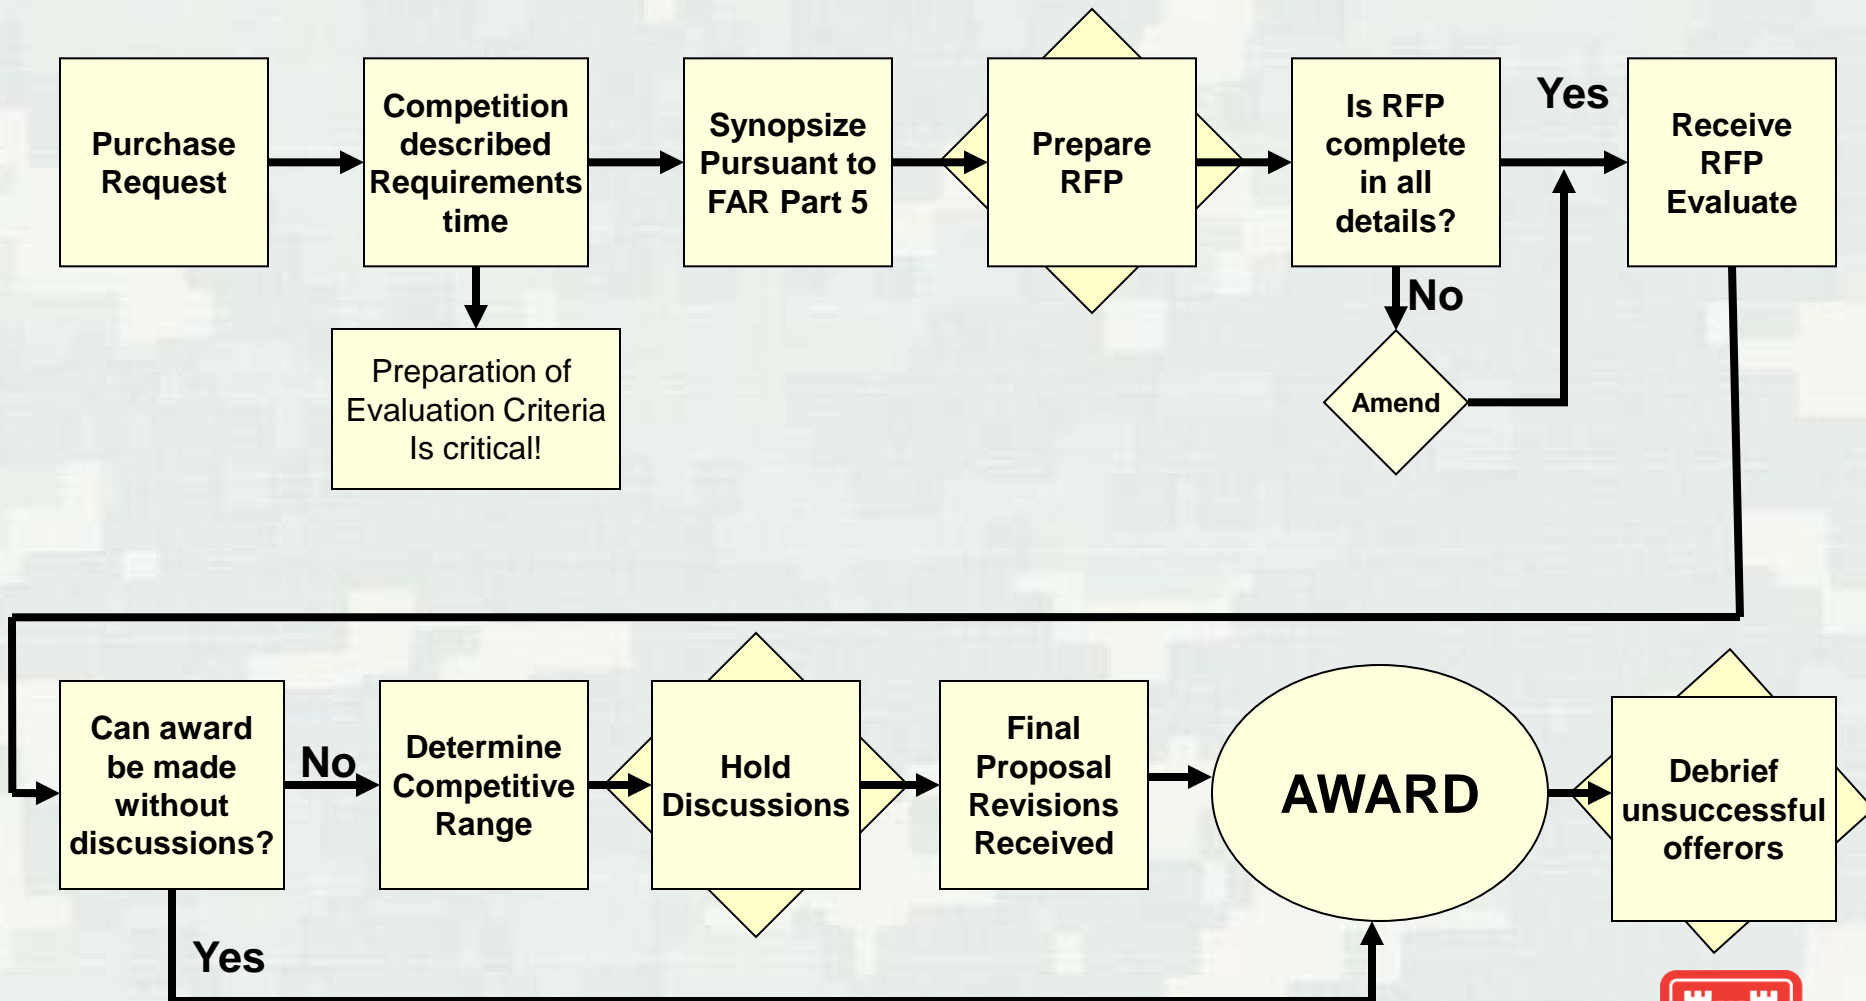 Purchase
Request
Competition
described
Requirements
time
Synopsize
Pursuant to
FAR Part 5
Prepare
RFP
Is RFP
complete
in all
details?
Yes
Receive
RFP
Evaluate
No
Amend
Preparation of
Evaluation Criteria
Is critical!
Can award
be made
without
discussions?
No
Determine
Competitive
Range
Hold
Discussions
Final
Proposal
Revisions
Received
AWARD
Debrief
unsuccessful
offerors
Yes